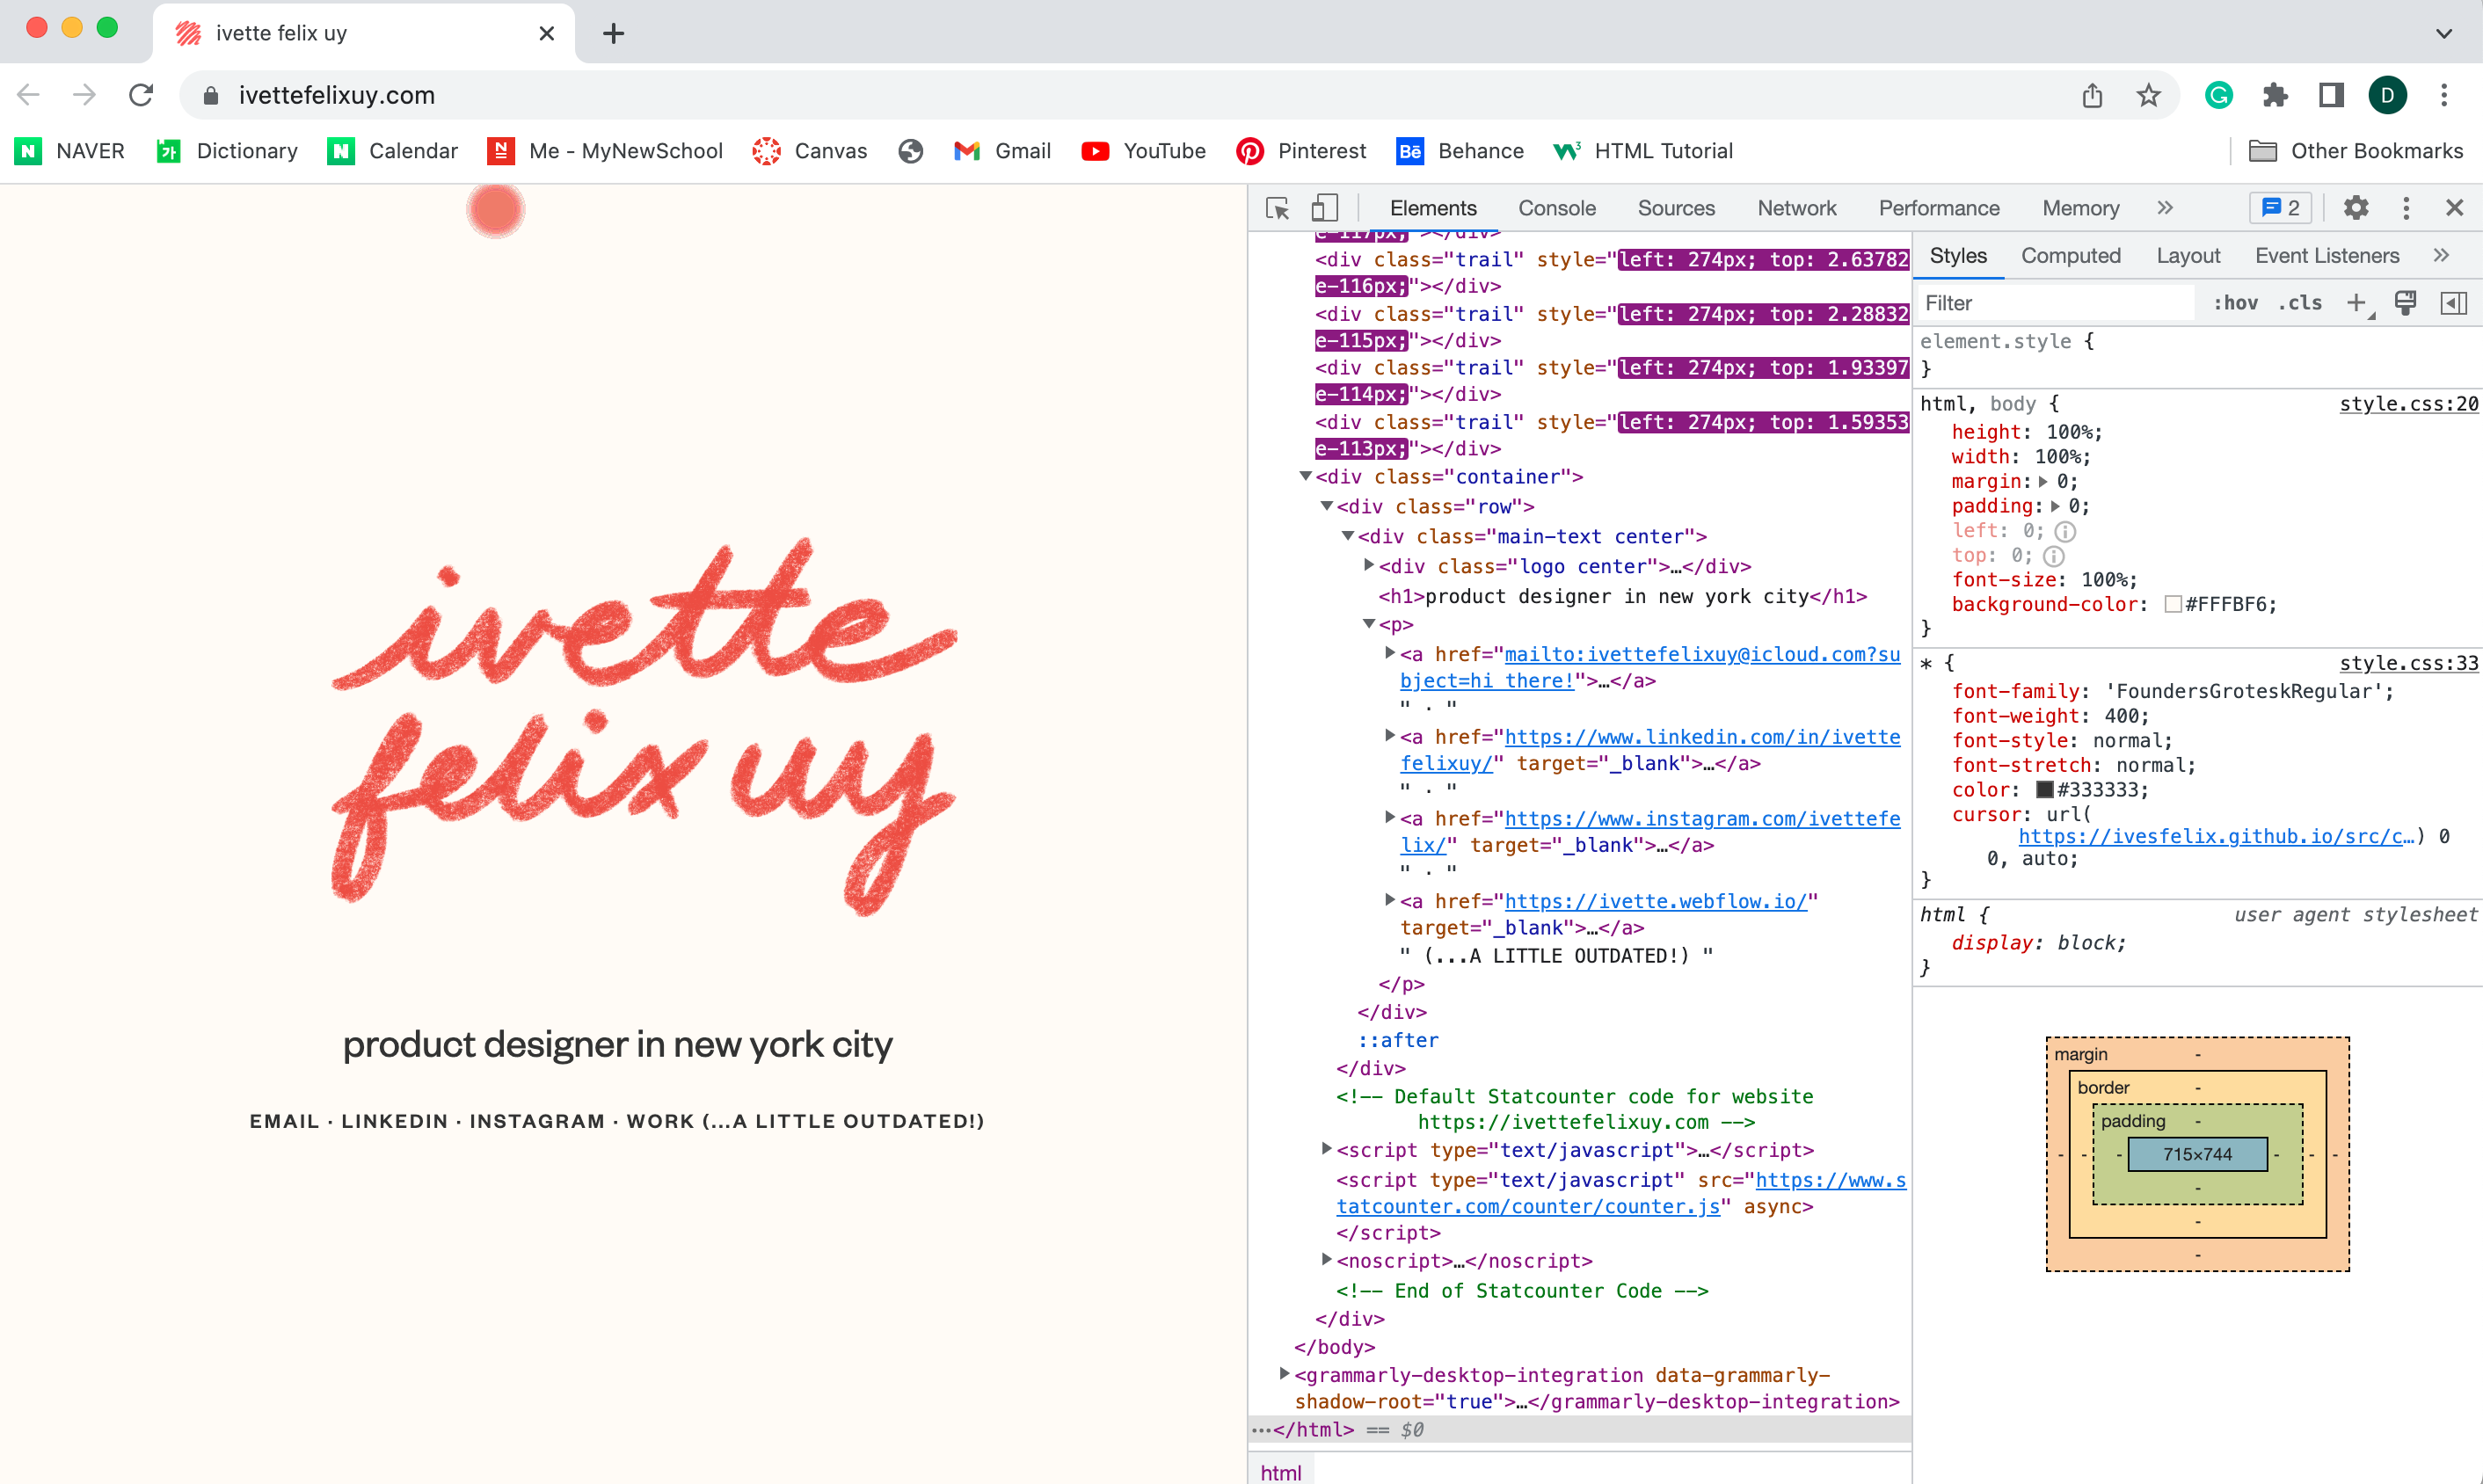 ivette felix uy
ivettefelixuy.com
D
NAVER
Dictionary
Calendar
Me - MyNewSchool
Canvas
Gmail
YouTube
Pinterest
Behance
HTML Tutorial
Other Bookmarks
ivette
felix uy
product designer in new york city
EMAIL · LINKEDIN · INSTAGRAM · WORK (...A LITTLE OUTDATED!)
Elements
Console
Sources
Network
Performance
Memory
2
e-117px;"></div>
<div class="trail" style="left: 274px; top: 2.63782
e-116px;"></div>
<div class="trail" style="left: 274px; top: 2.28832
e-115px;"></div>
<div class="trail" style="left: 274px; top: 1.93397
e-114px;"></div>
<div class="trail" style="left: 274px; top: 1.59353
e-113px;"></div>
<div class="container">
<div class="row">
<div class="main-text center">
<div class="logo center">…</div>
<h1>product designer in new york city</h1>
<p>
<a href="mailto:ivettefelixuy@icloud.com?su
bject=hi there!">…</a>
" · "
<a href="https://www.linkedin.com/in/ivette
felixuy/" target="_blank">…</a>
" · "
<a href="https://www.instagram.com/ivettefe
lix/" target="_blank">…</a>
" · "
<a href="https://ivette.webflow.io/"
target="_blank">…</a>
" (...A LITTLE OUTDATED!) "
</p>
</div>
::after
</div>
<!-- Default Statcounter code for website
https://ivettefelixuy.com -->
<script type="text/javascript">…</script>
<script type="text/javascript" src="https://www.s
tatcounter.com/counter/counter.js" async>
</script>
<noscript>…</noscript>
<!-- End of Statcounter Code -->
</div>
</body>
<grammarly-desktop-integration data-grammarly-
shadow-root="true">…</grammarly-desktop-integration>
…</html> == $0
html
Styles
Computed
Layout
Event Listeners
Filter
:hov
.cls
element.style {
}
html, body {
style.css:20
height: 100%;
width: 100%;
margin: 0;
padding: 0;
left: 0;
top: 0;
font-size: 100%;
background-color: #FFFBF6;
}
* {
style.css:33
font-family: 'FoundersGroteskRegular';
font-weight: 400;
font-style: normal;
font-stretch: normal;
color: #333333;
cursor: url(
https://ivesfelix.github.io/src/c…) 0
0, auto;
}
html {
user agent stylesheet
display: block;
}
margin -
border -
padding -
- - - 715×744 - - -
-
-
-